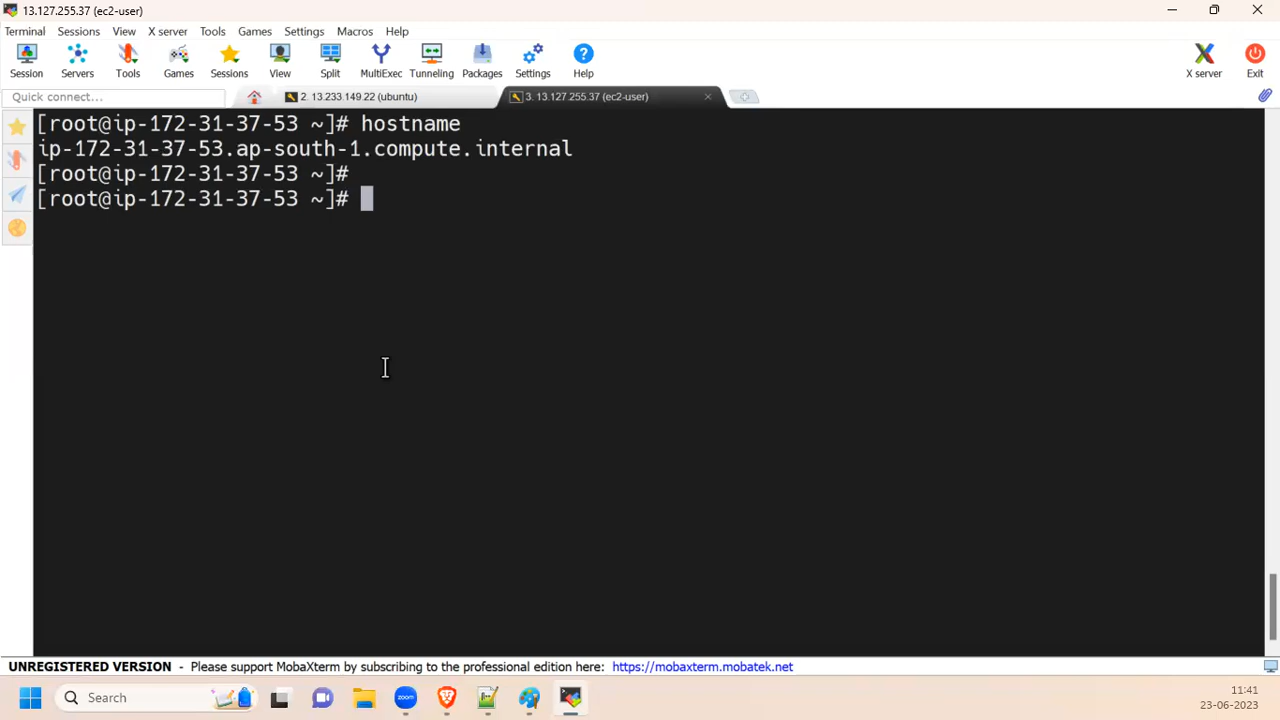 13.127.255.37 (ec2-user)
Terminal Sessions View X server Tools Games Settings Macros Help
Session Servers Tools Games Sessions View Split MultiExec Tunneling Packages Settings Help X server Exit
Quick connect... 2. 13.233.149.22 (ubuntu) 3. 13.127.255.37 (ec2-user)
[root@ip-172-31-37-53 ~]# hostname
ip-172-31-37-53.ap-south-1.compute.internal
[root@ip-172-31-37-53 ~]#
[root@ip-172-31-37-53 ~]#
UNREGISTERED VERSION - Please support MobaXterm by subscribing to the professional edition here: https://mobaxterm.mobatek.net
Search zoom 11:41
23-06-2023